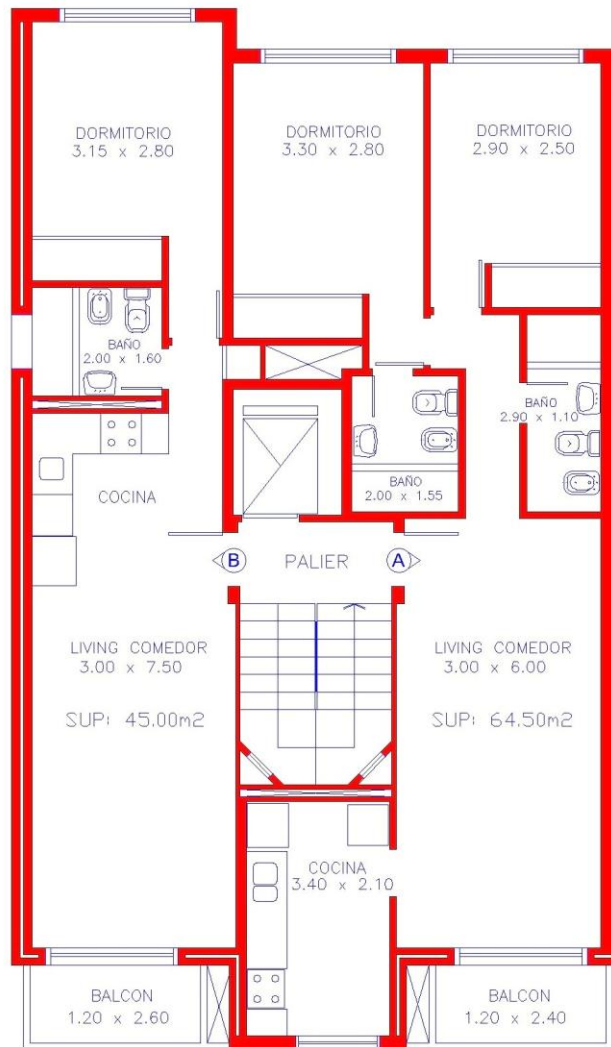 DORMITORIO
3.15 x 2.80
DORMITORIO
3.30 x 2.80
DORMITORIO
2.90 x 2.50
BAÑO
2.00 x 1.60
BAÑO
2.90 x 1.10
BAÑO
2.00 x 1.55
COCINA
B
PALIER
A
LIVING COMEDOR
3.00 x 7.50
SUP: 45.00m2
LIVING COMEDOR
3.00 x 6.00
SUP: 64.50m2
COCINA
3.40 x 2.10
BALCON
1.20 x 2.60
BALCON
1.20 x 2.40